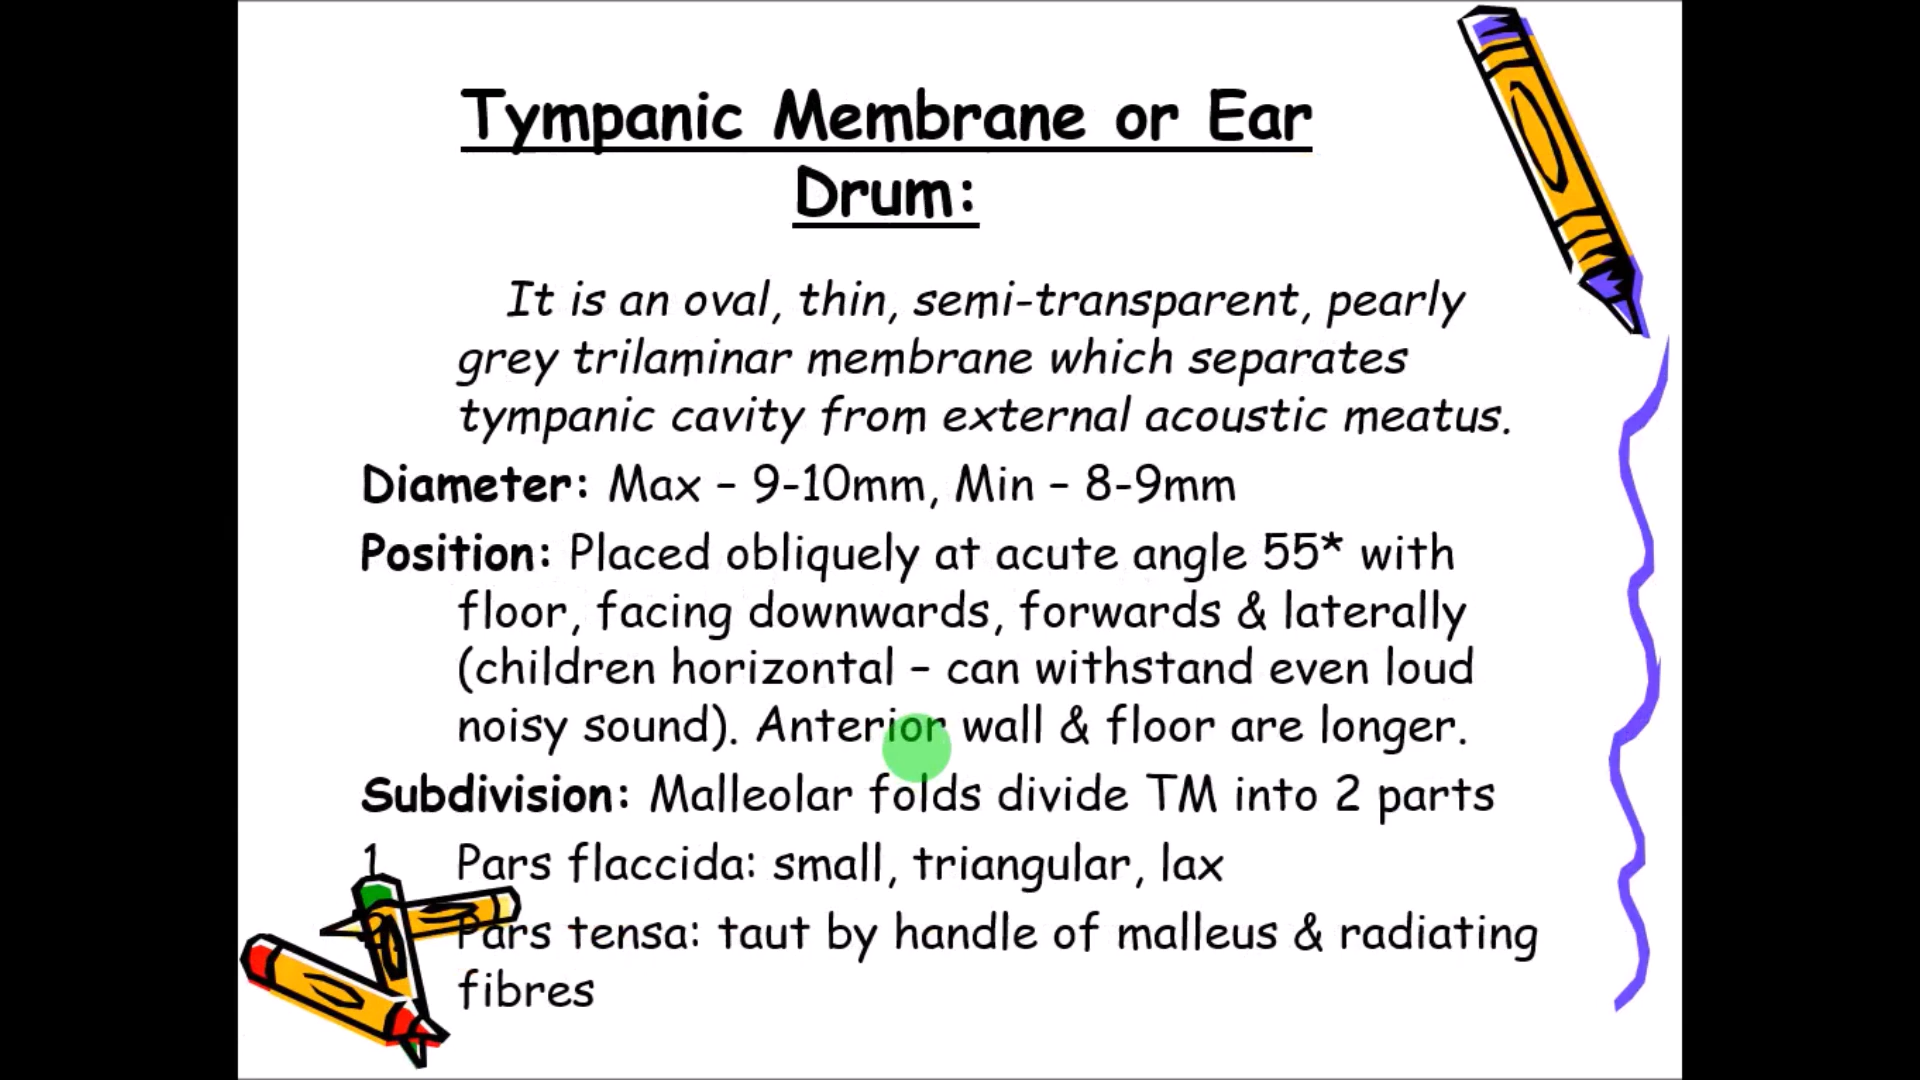 Tympanic Membrane or Ear
Drum:
It is an oval, thin, semi-transparent, pearly
grey trilaminar membrane which separates
tympanic cavity from external acoustic meatus.
Diameter: Max – 9-10mm, Min – 8-9mm
Position: Placed obliquely at acute angle 55* with
floor, facing downwards, forwards & laterally
(children horizontal – can withstand even loud
noisy sound). Anterior wall & floor are longer.
Subdivision: Malleolar folds divide TM into 2 parts
1 Pars flaccida: small, triangular, lax
Pars tensa: taut by handle of malleus & radiating
fibres